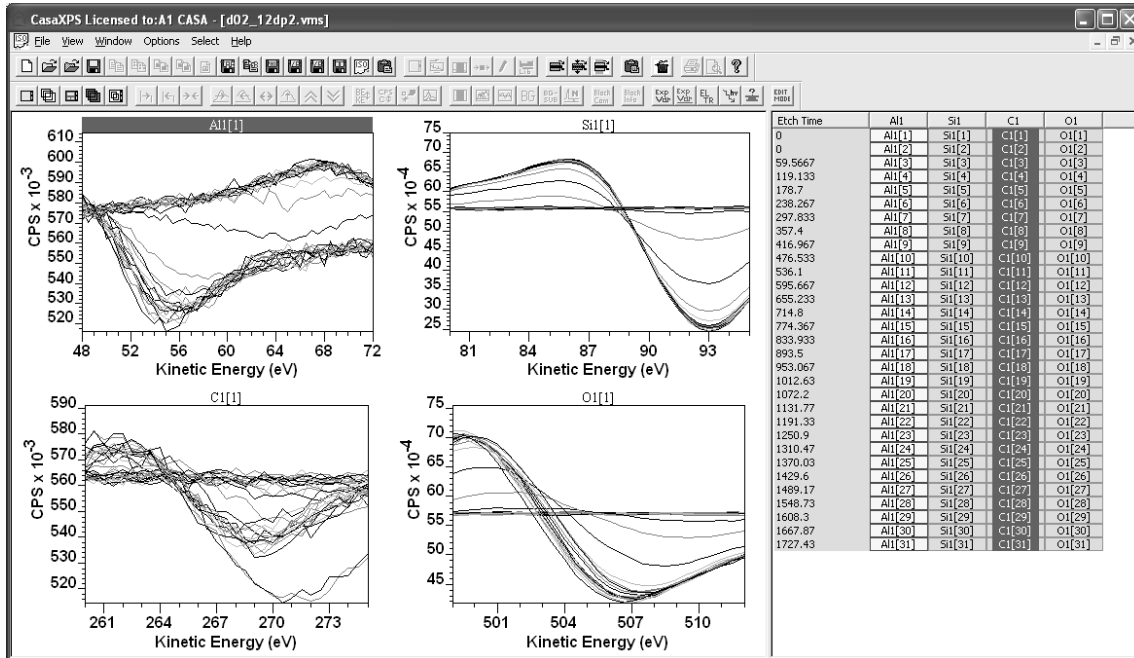 CasaXPS Licensed to:A1 CASA - [d02_12dp2.vms]
File View Window Options Select Help
Al1[1]
610
600
590
580
570
560
550
540
530
520
CPS x 10⁻³
48 52 56 60 64 68 72
Kinetic Energy (eV)
Si1[1]
75
65
60
55
50
45
40
35
30
25
CPS x 10⁻⁴
81 84 87 90 93
Kinetic Energy (eV)
C1[1]
590
580
570
560
550
540
530
520
CPS x 10⁻³
261 264 267 270 273
Kinetic Energy (eV)
O1[1]
75
70
65
60
55
50
45
CPS x 10⁻⁴
501 504 507 510
Kinetic Energy (eV)
Etch Time Al1 Si1 C1 O1
0 Al1[1] Si1[1] C1[1] O1[1]
0 Al1[2] Si1[2] C1[2] O1[2]
59.5667 Al1[3] Si1[3] C1[3] O1[3]
119.133 Al1[4] Si1[4] C1[4] O1[4]
178.7 Al1[5] Si1[5] C1[5] O1[5]
238.267 Al1[6] Si1[6] C1[6] O1[6]
297.833 Al1[7] Si1[7] C1[7] O1[7]
357.4 Al1[8] Si1[8] C1[8] O1[8]
416.967 Al1[9] Si1[9] C1[9] O1[9]
476.533 Al1[10] Si1[10] C1[10] O1[10]
536.1 Al1[11] Si1[11] C1[11] O1[11]
595.667 Al1[12] Si1[12] C1[12] O1[12]
655.233 Al1[13] Si1[13] C1[13] O1[13]
714.8 Al1[14] Si1[14] C1[14] O1[14]
774.367 Al1[15] Si1[15] C1[15] O1[15]
833.933 Al1[16] Si1[16] C1[16] O1[16]
893.5 Al1[17] Si1[17] C1[17] O1[17]
953.067 Al1[18] Si1[18] C1[18] O1[18]
1012.63 Al1[19] Si1[19] C1[19] O1[19]
1072.2 Al1[20] Si1[20] C1[20] O1[20]
1131.77 Al1[21] Si1[21] C1[21] O1[21]
1191.33 Al1[22] Si1[22] C1[22] O1[22]
1250.9 Al1[23] Si1[23] C1[23] O1[23]
1310.47 Al1[24] Si1[24] C1[24] O1[24]
1370.03 Al1[25] Si1[25] C1[25] O1[25]
1429.6 Al1[26] Si1[26] C1[26] O1[26]
1489.17 Al1[27] Si1[27] C1[27] O1[27]
1548.73 Al1[28] Si1[28] C1[28] O1[28]
1608.3 Al1[29] Si1[29] C1[29] O1[29]
1667.87 Al1[30] Si1[30] C1[30] O1[30]
1727.43 Al1[31] Si1[31] C1[31] O1[31]